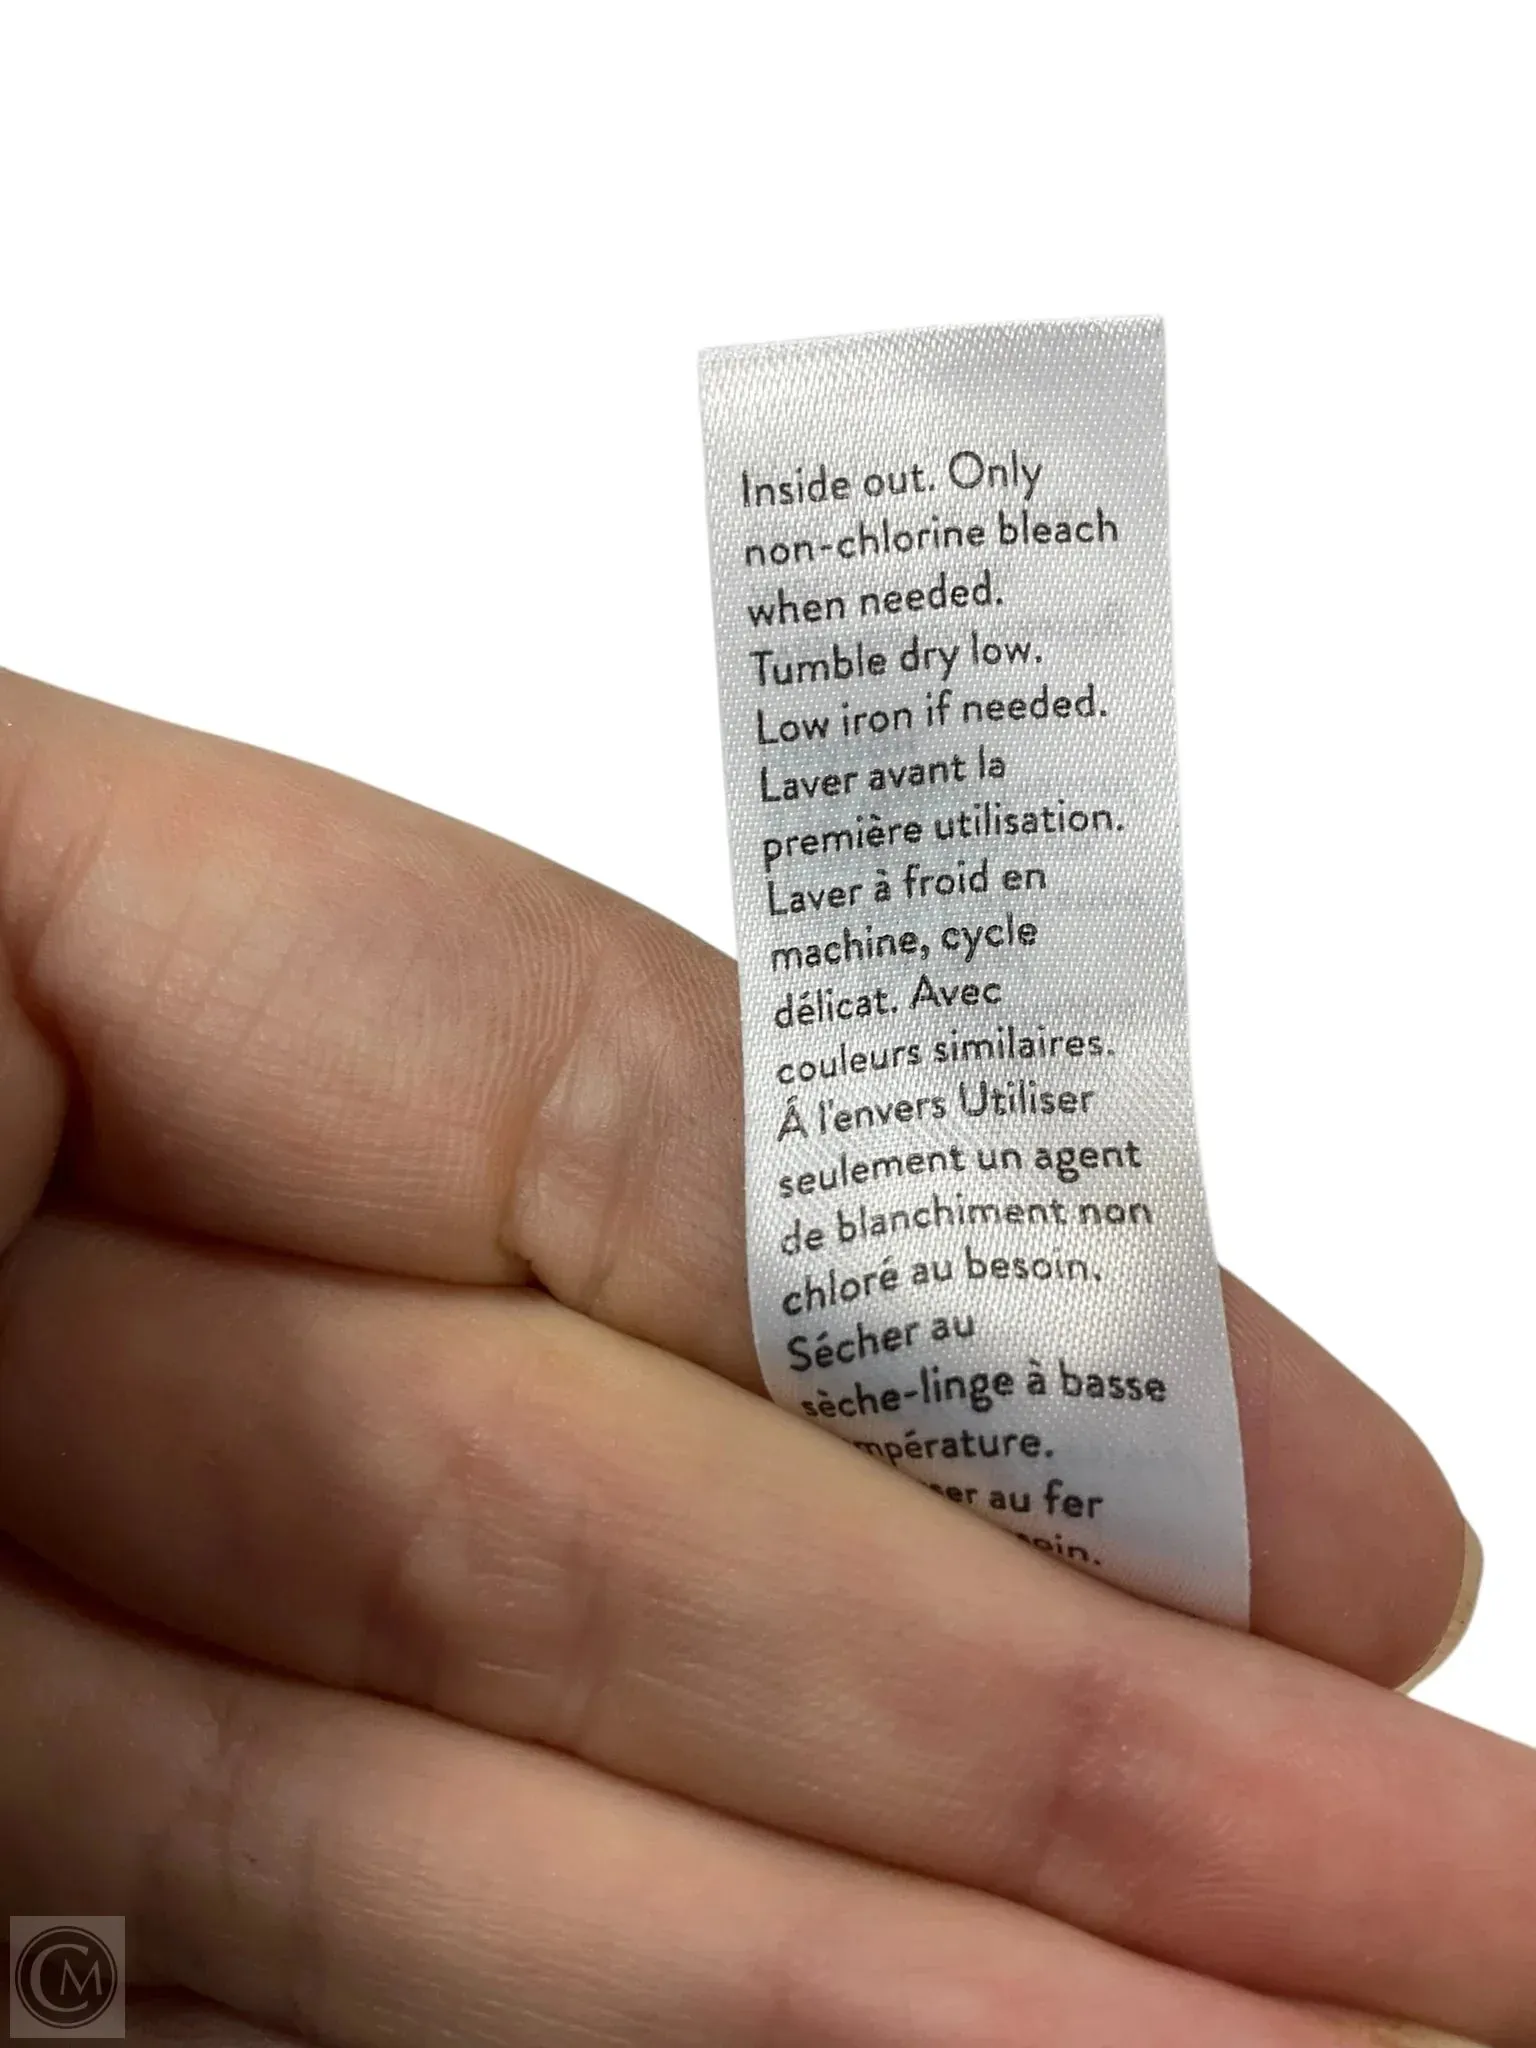 Inside out. Only
non-chlorine bleach
when needed.
Tumble dry low.
Low iron if needed.
Laver avant la
première utilisation.
Laver à froid en
machine, cycle
délicat. Avec
couleurs similaires.
Á l'envers Utiliser
seulement un agent
de blanchiment non
chloré au besoin.
Sécher au
sèche-linge à basse
mpérature.
au fer
CM